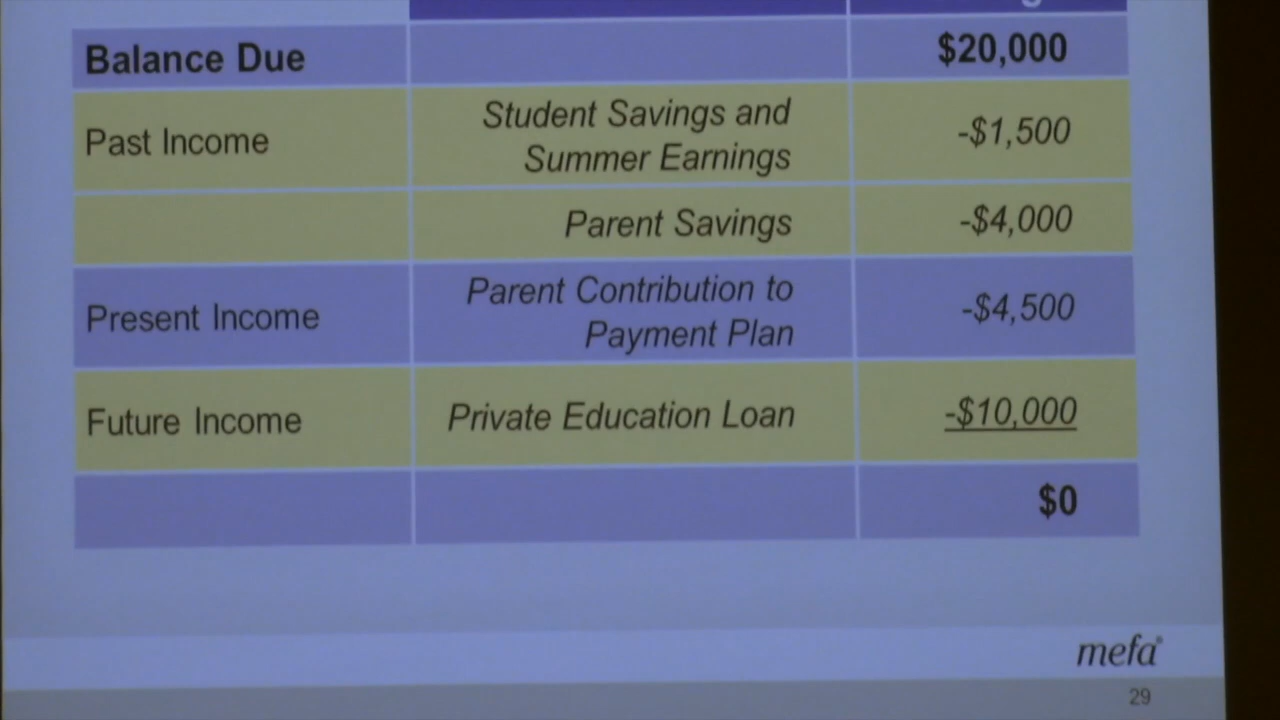 Balance Due $20,000
Past Income Student Savings and Summer Earnings -$1,500
Parent Savings -$4,000
Present Income Parent Contribution to Payment Plan -$4,500
Future Income Private Education Loan -$10,000
$0
mefa®
29